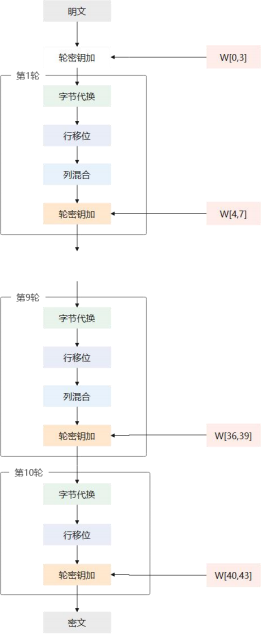 明文
轮密钥加
W[0,3]
第1轮
字节代换
行移位
列混合
轮密钥加
W[4,7]
第9轮
字节代换
行移位
列混合
轮密钥加
W[36,39]
第10轮
字节代换
行移位
轮密钥加
W[40,43]
密文